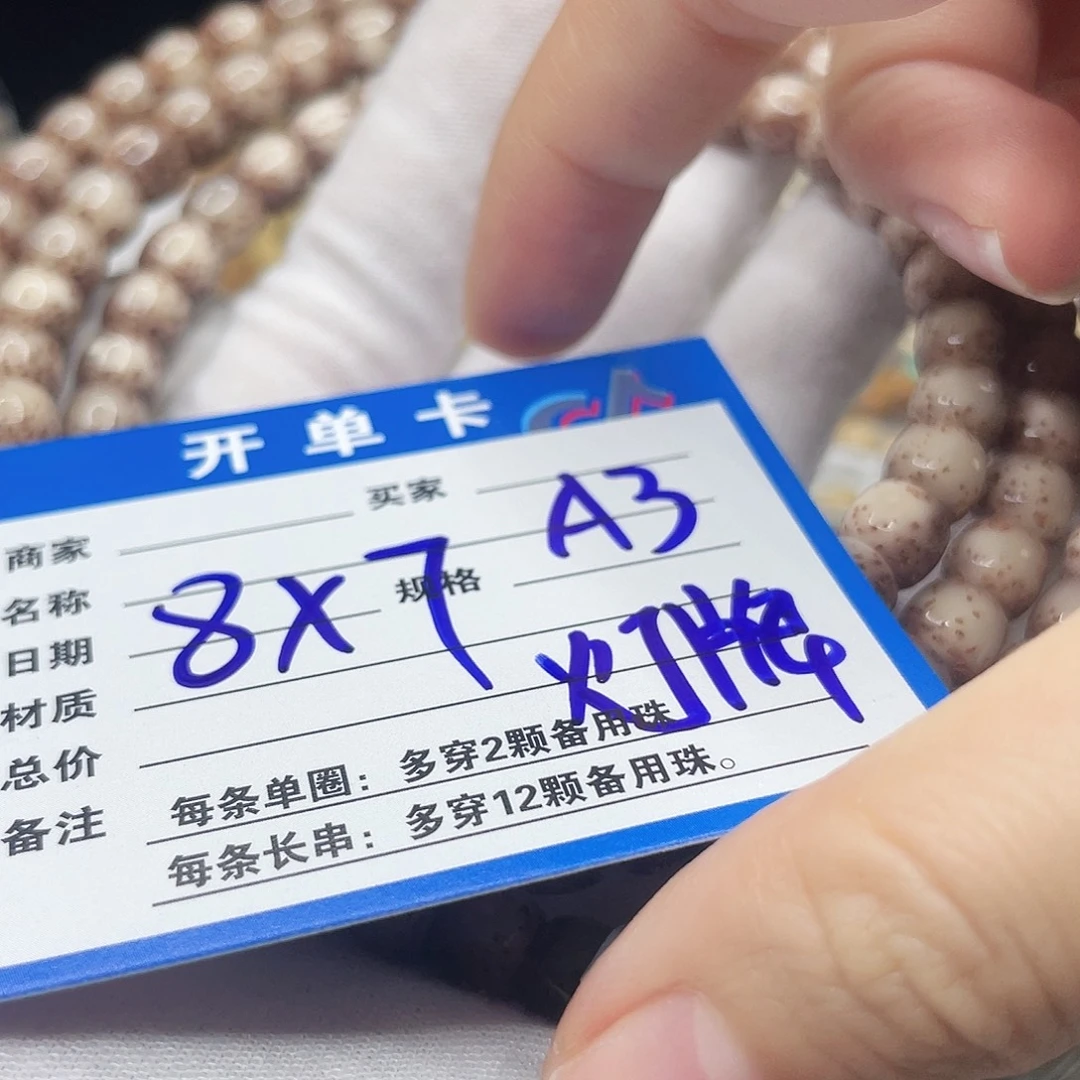 开单卡
商家 买家 A3
名称 8x7 规格
日期 灯牌
材质
总价
备注 每条单圈：多穿2颗备用珠
每条长串：多穿12颗备用珠。